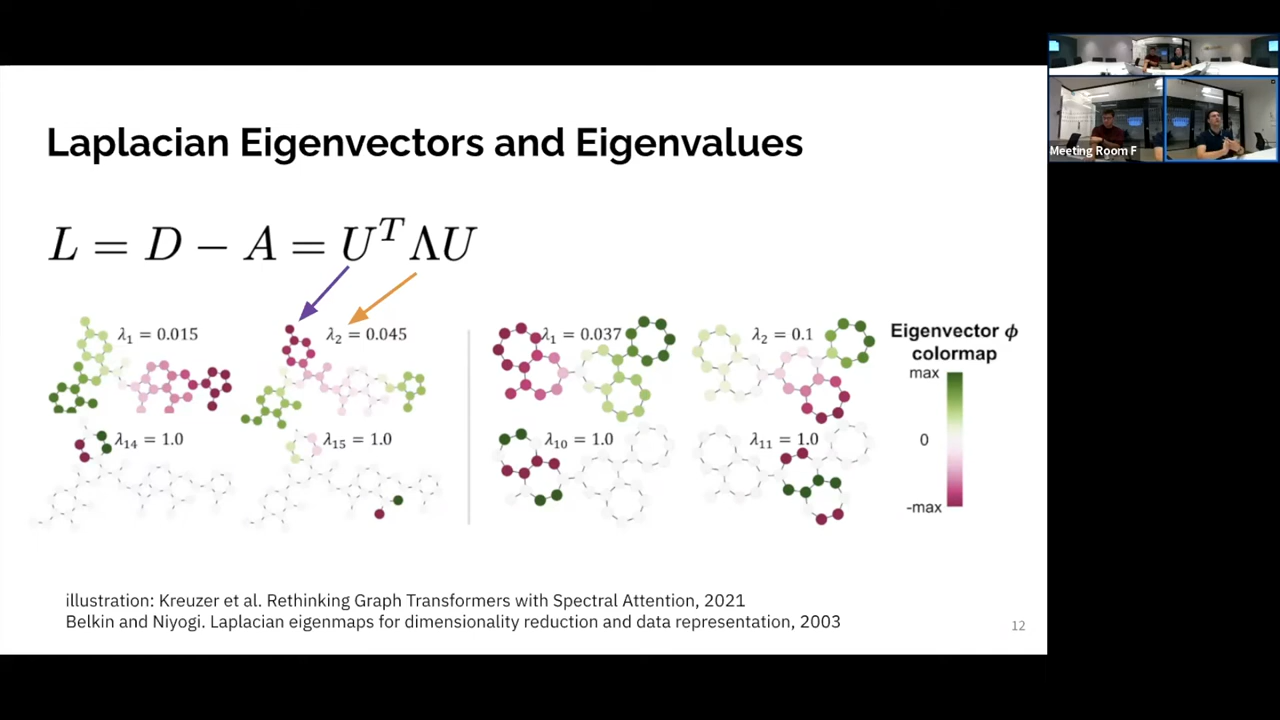 Laplacian Eigenvectors and Eigenvalues
L = D − A = U^T Λ U
λ₁ = 0.015
λ₂ = 0.045
λ₁ = 0.037
λ₂ = 0.1
Eigenvector ϕ
colormap
max
λ₁₄ = 1.0
λ₁₅ = 1.0
λ₁₀ = 1.0
λ₁₁ = 1.0
0
-max
illustration: Kreuzer et al. Rethinking Graph Transformers with Spectral Attention, 2021
Belkin and Niyogi. Laplacian eigenmaps for dimensionality reduction and data representation, 2003
12
Meeting Room F